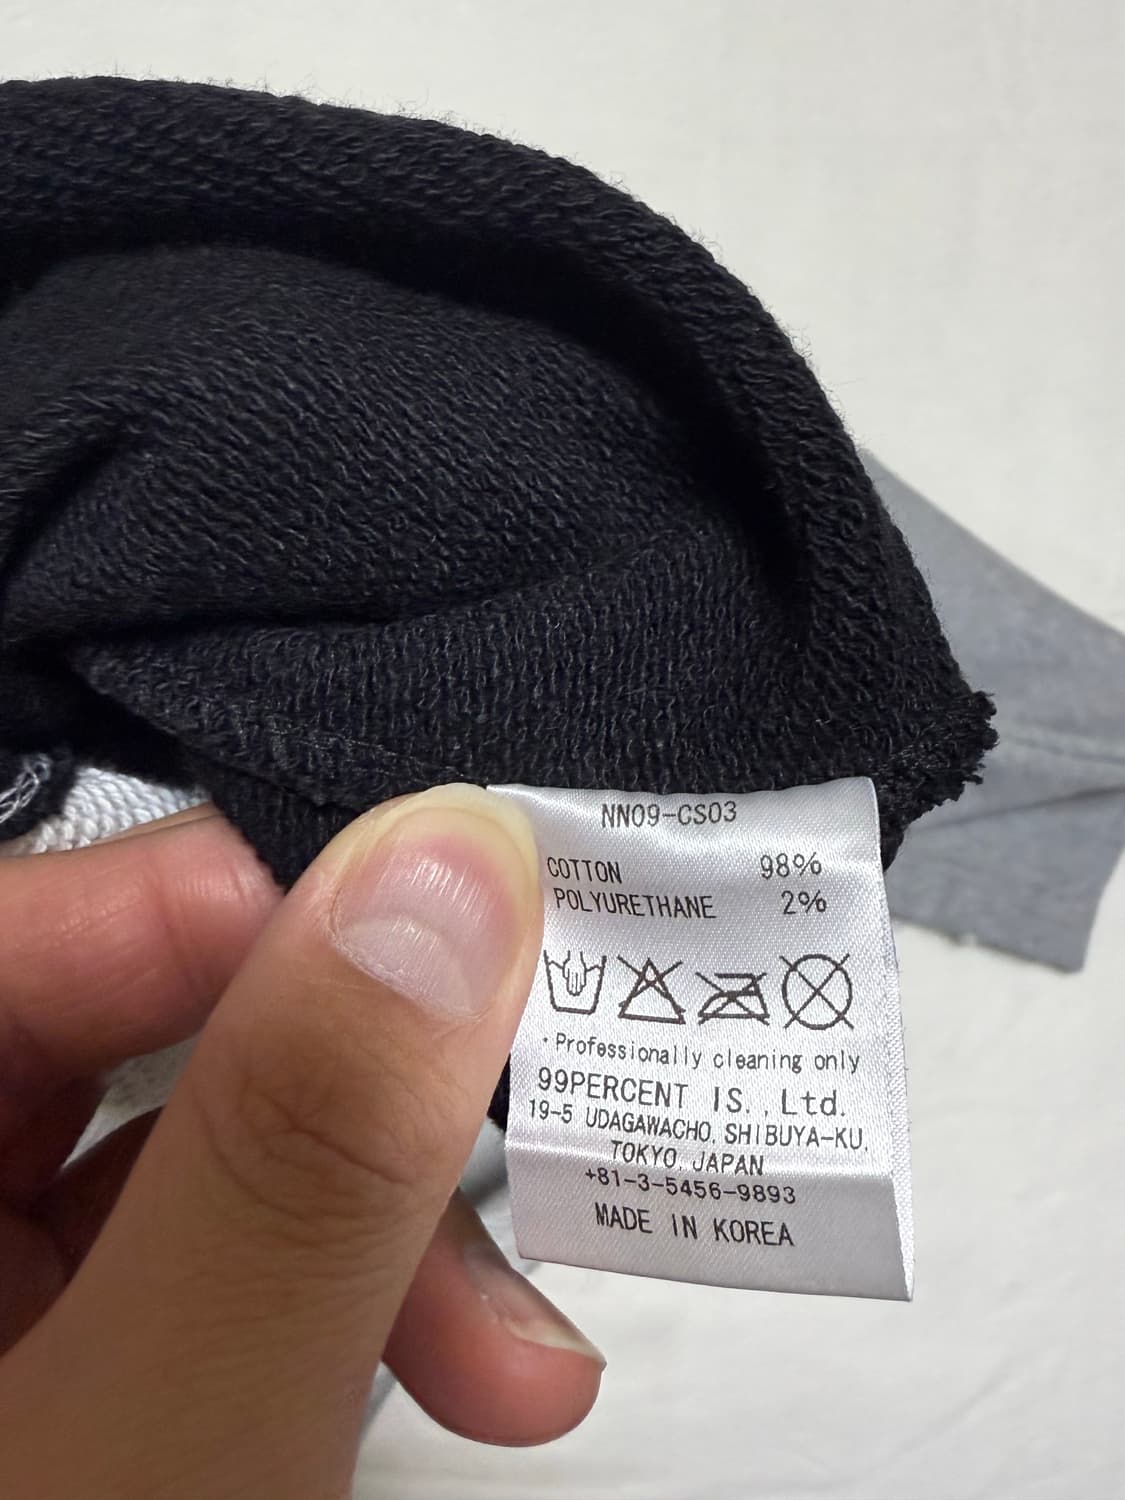 NN09-CS03
COTTON 98%
POLYURETHANE 2%
・Professionally cleaning only
99PERCENT IS., Ltd.
19-5 UDAGAWACHO, SHIBUYA-KU,
TOKYO, JAPAN
+81-3-5456-9893
MADE IN KOREA